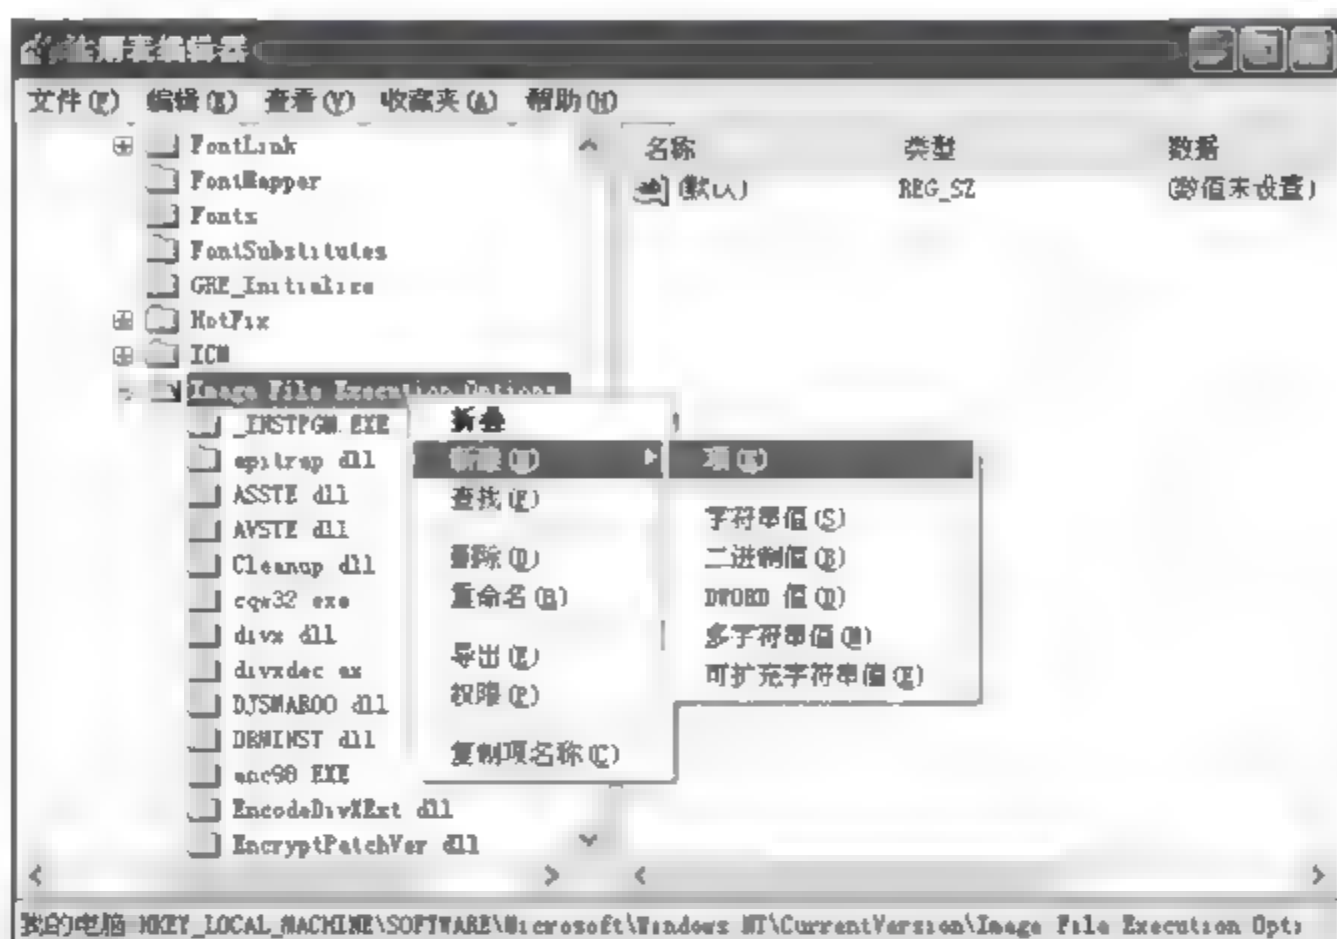 注册表编辑器
文件(F) 编辑(E) 查看(V) 收藏夹(A) 帮助(H)
FontLink
FontMapper
Fonts
FontSubstitutes
GRE_Initialize
HotFix
ICM
Image File Execution Options
_INSTPGM.EXE
apitrap dll
ASSTE dll
AVSTE dll
Cleanup dll
cqw32 exe
divx dll
divxdec ax
DJSMAR00 dll
DRMINST dll
enc98 EXE
EncodeDivXExt dll
EncryptPatchVer dll
名称 类型 数据
(默认) REG_SZ (数值未设置)
折叠
新建(N)
查找(F)
删除(D)
重命名(R)
导出(E)
权限(P)
复制项名称(C)
项(K)
字符串值(S)
二进制值(B)
DWORD 值(D)
多字符串值(M)
可扩充字符串值(E)
我的电脑 HKEY_LOCAL_MACHINE\SOFTWARE\Microsoft\Windows NT\CurrentVersion\Image File Execution Opti